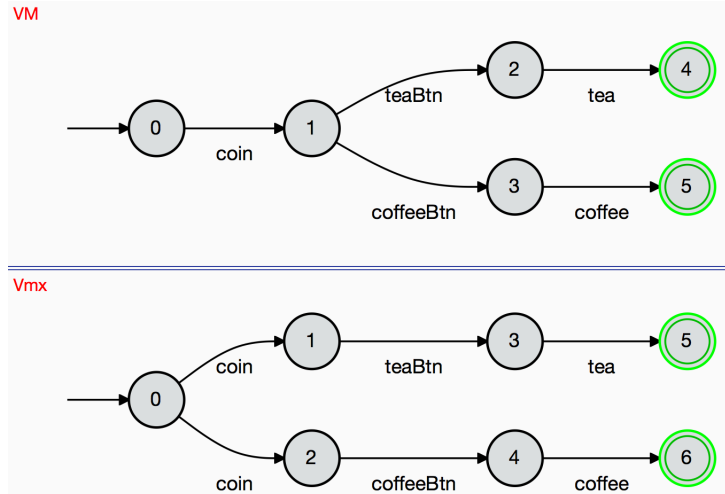 VM
2 4
teaBtn tea
0 1
coin
3 5
coffeeBtn coffee
Vmx
1 3 5
coin teaBtn tea
0
2 4 6
coin coffeeBtn coffee